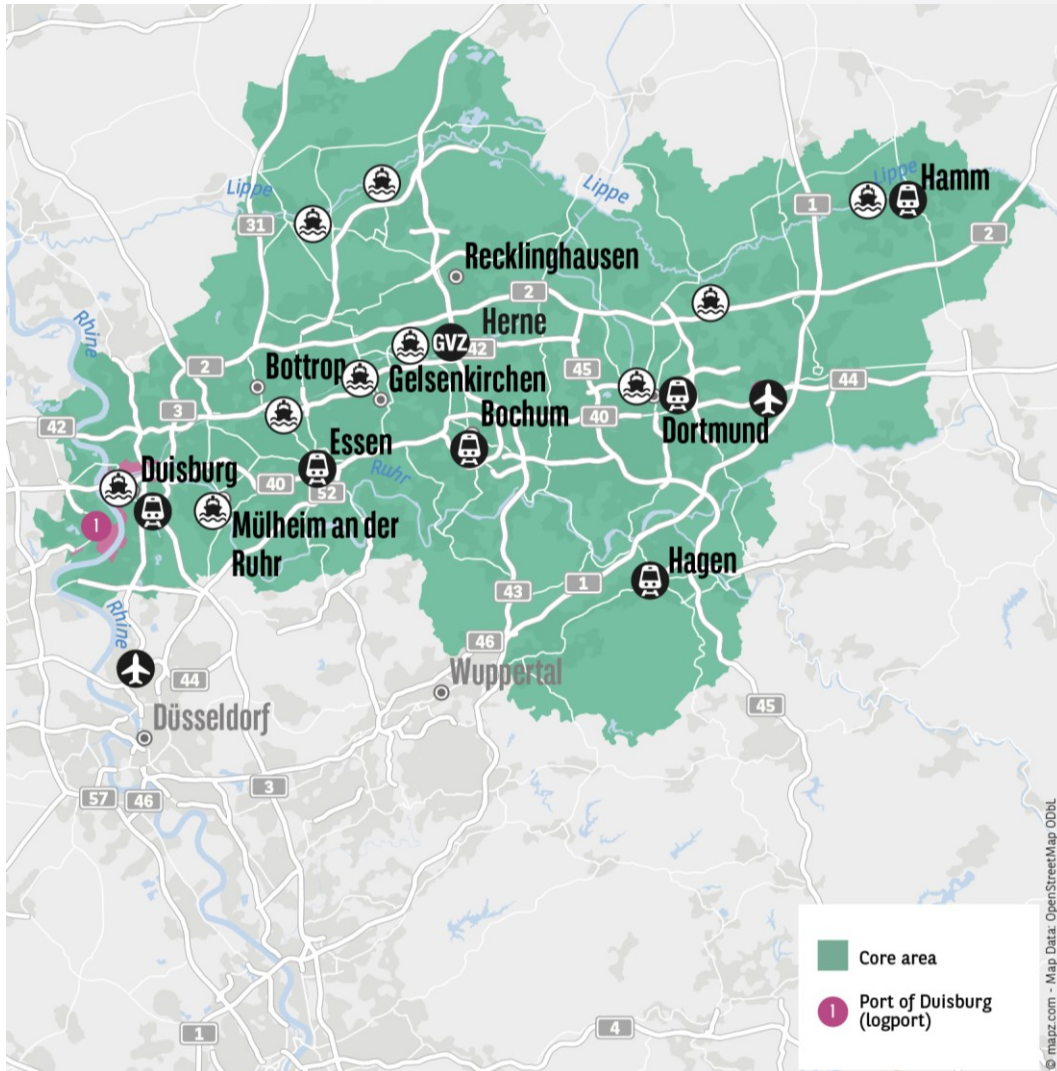 Lippe
Lippe
Lippe
Hamm
1
31
2
Recklinghausen
Rhine
2
Herne
GVZ
42
2
Bottrop
Gelsenkirchen
45
44
3
Bochum
40
42
Essen
Dortmund
Duisburg
Ruhr
40
52
1
Mülheim an der
Ruhr
Hagen
1
43
Rhine
46
44
Wuppertal
45
Düsseldorf
3
57
46
1
4
Core area
1
Port of Duisburg
(logport)
© mapz.com - Map Data: OpenStreetMap ODbL